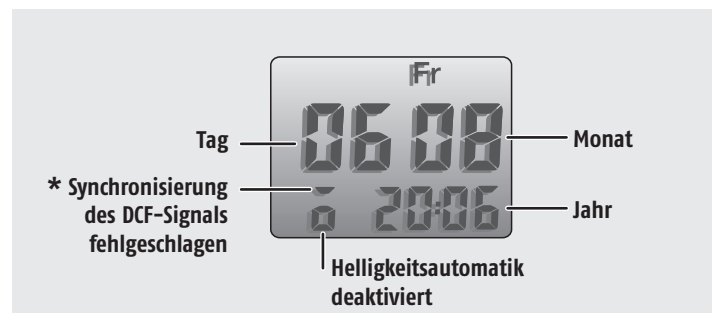 Fr
Tag
06 08
Monat
* Synchronisierung
des DCF-Signals
fehlgeschlagen
o 20:06
Jahr
Helligkeitsautomatik
deaktiviert